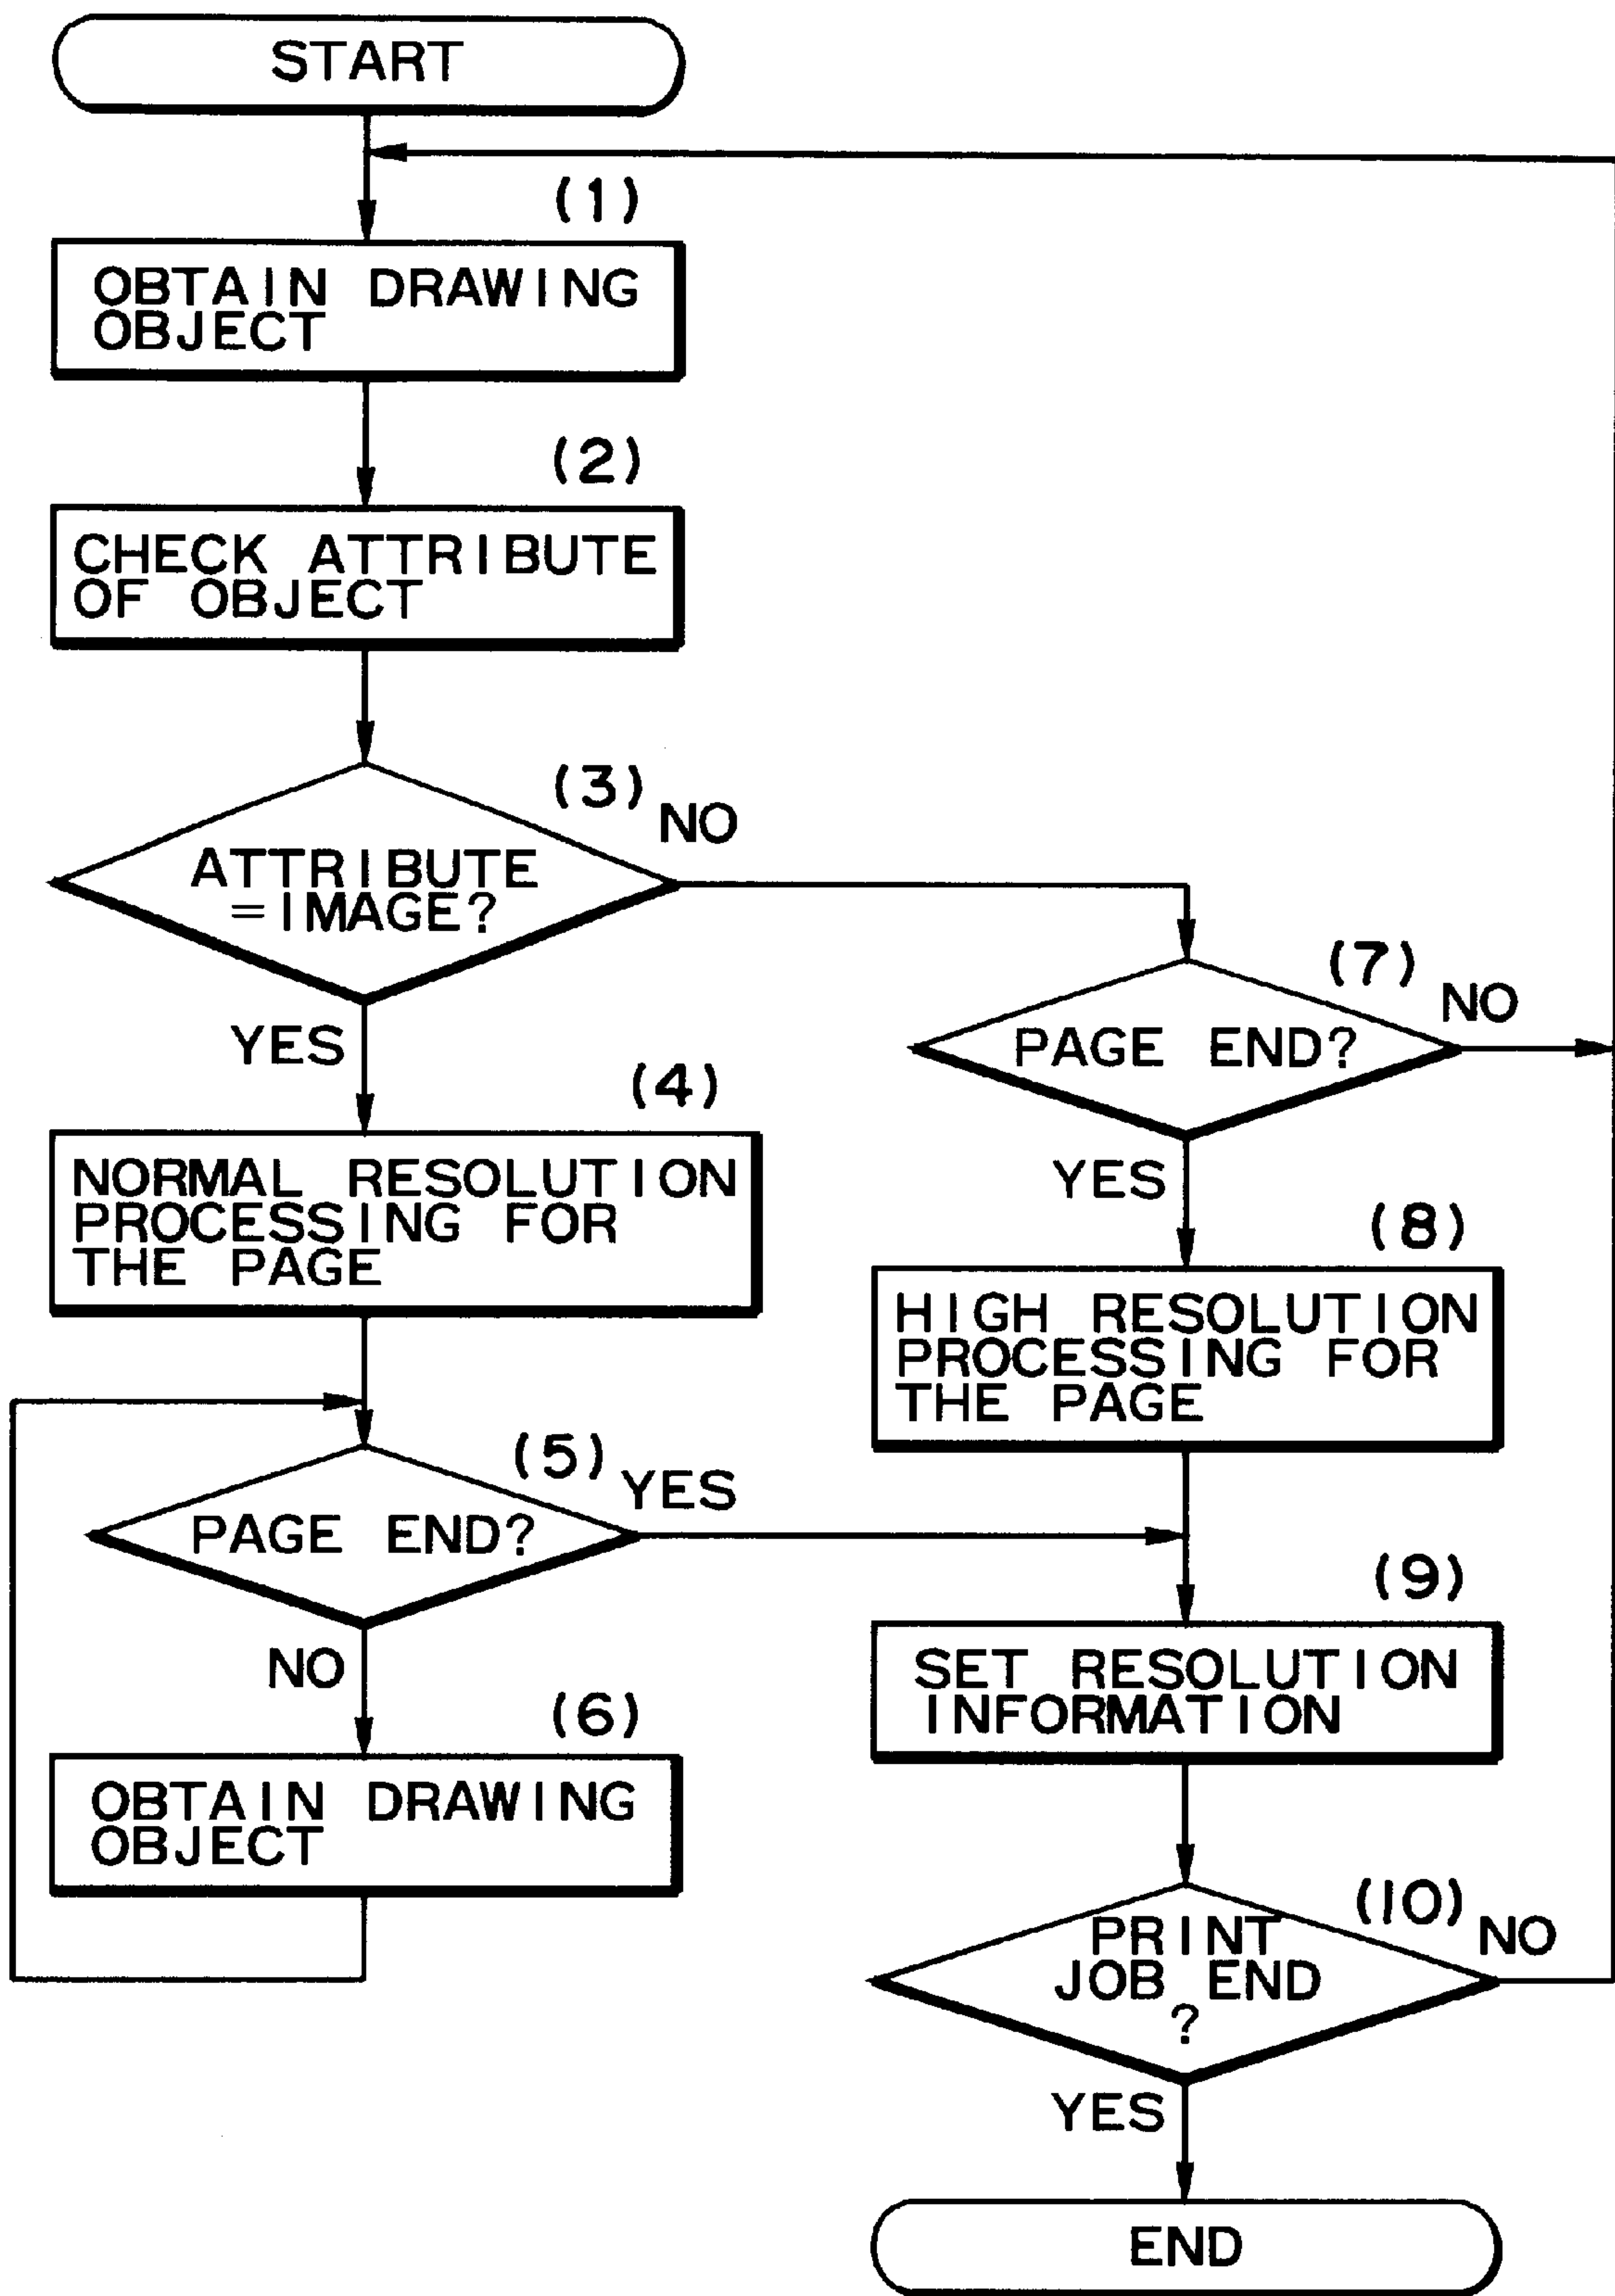 START
(1)
OBTAIN DRAWING
OBJECT
(2)
CHECK ATTRIBUTE
OF OBJECT
(3)
NO
ATTRIBUTE
=IMAGE?
YES
(4)
NORMAL RESOLUTION
PROCESSING FOR
THE PAGE
(5)
YES
PAGE END?
NO
(6)
OBTAIN DRAWING
OBJECT
(7)
NO
PAGE END?
YES
(8)
HIGH RESOLUTION
PROCESSING FOR
THE PAGE
(9)
SET RESOLUTION
INFORMATION
(10)
NO
PRINT
JOB END
?
YES
END